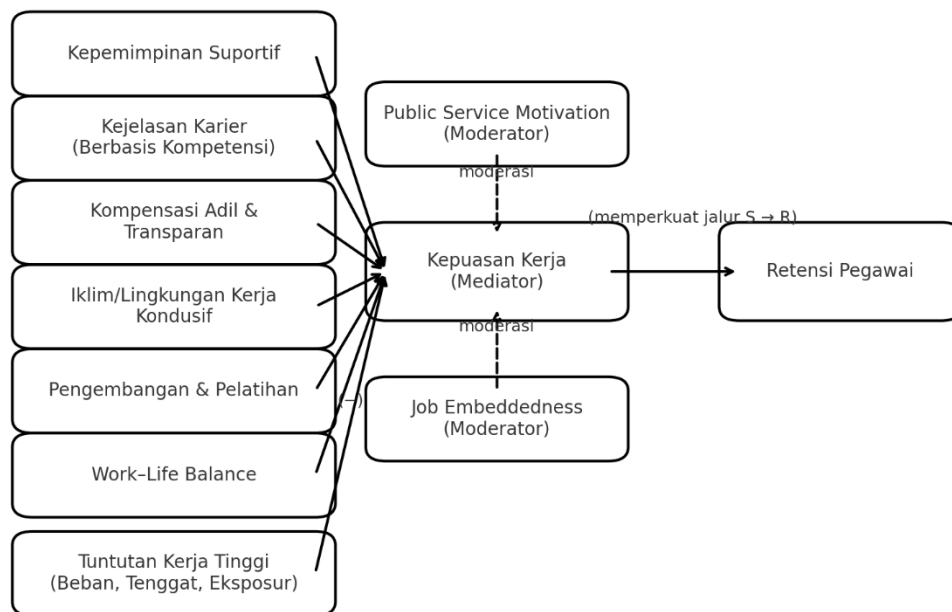 Kepemimpinan Suportif
Kejelasan Karier
(Berbasis Kompetensi)
Kompensasi Adil &
Transparan
Iklim/Lingkungan Kerja
Kondusif
Pengembangan & Pelatihan
(−)
Work–Life Balance
Tuntutan Kerja Tinggi
(Beban, Tenggat, Eksposur)
Public Service Motivation
(Moderator)
moderasi
Kepuasan Kerja
(Mediator)
moderasi
Job Embeddedness
(Moderator)
(memperkuat jalur S → R)
Retensi Pegawai